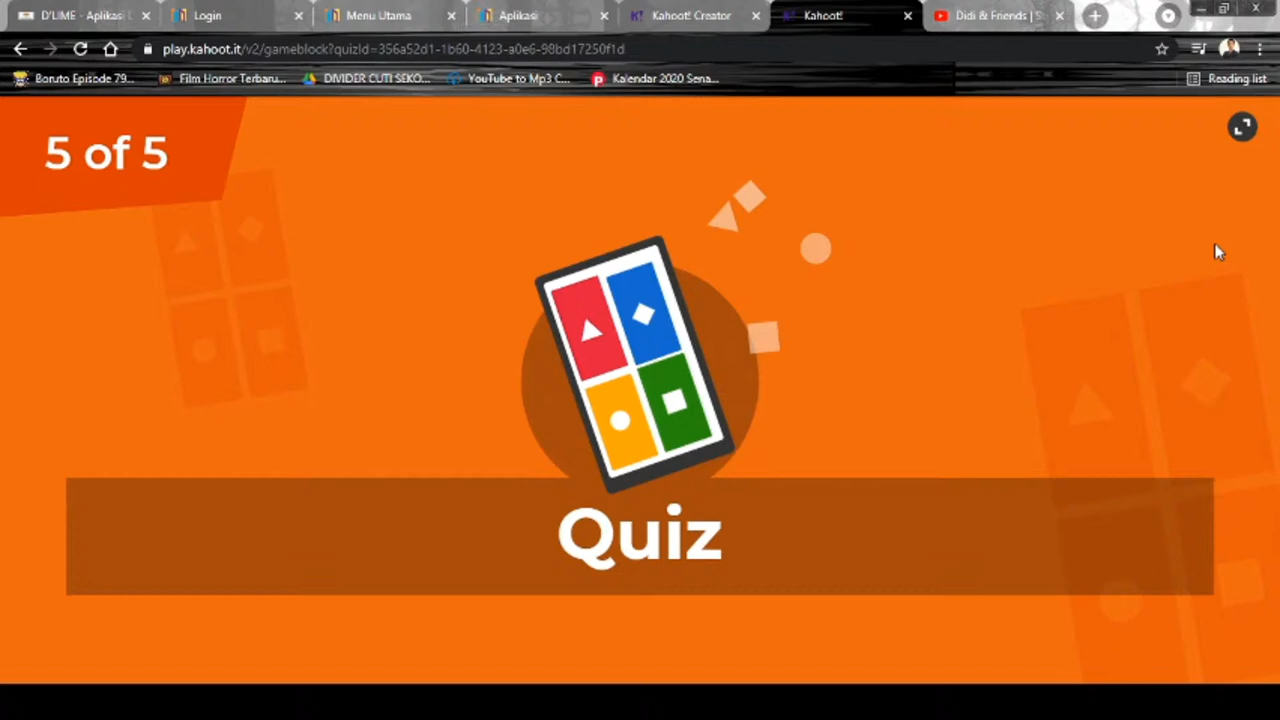 D'LIME - Aplikasi
Login
Menu Utama
Aplikasi
K! Kahoot! Creator
K! Kahoot!
Didi & Friends | S
play.kahoot.it/v2/gameblock?quizId=356a52d1-1b60-4123-a0e6-98bd17250f1d
Boruto Episode 79...
Film Horror Terbaru...
DIVIDER CUTI SEKO...
YouTube to Mp3 C...
Kalendar 2020 Sena...
Reading list
5 of 5
Quiz